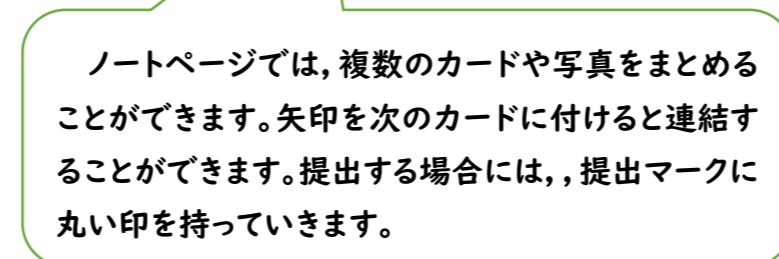 ノートページでは，複数のカードや写真をまとめる
ことができます。矢印を次のカードに付けると連結す
ることができます。提出する場合には，，提出マークに
丸い印を持っていきます。